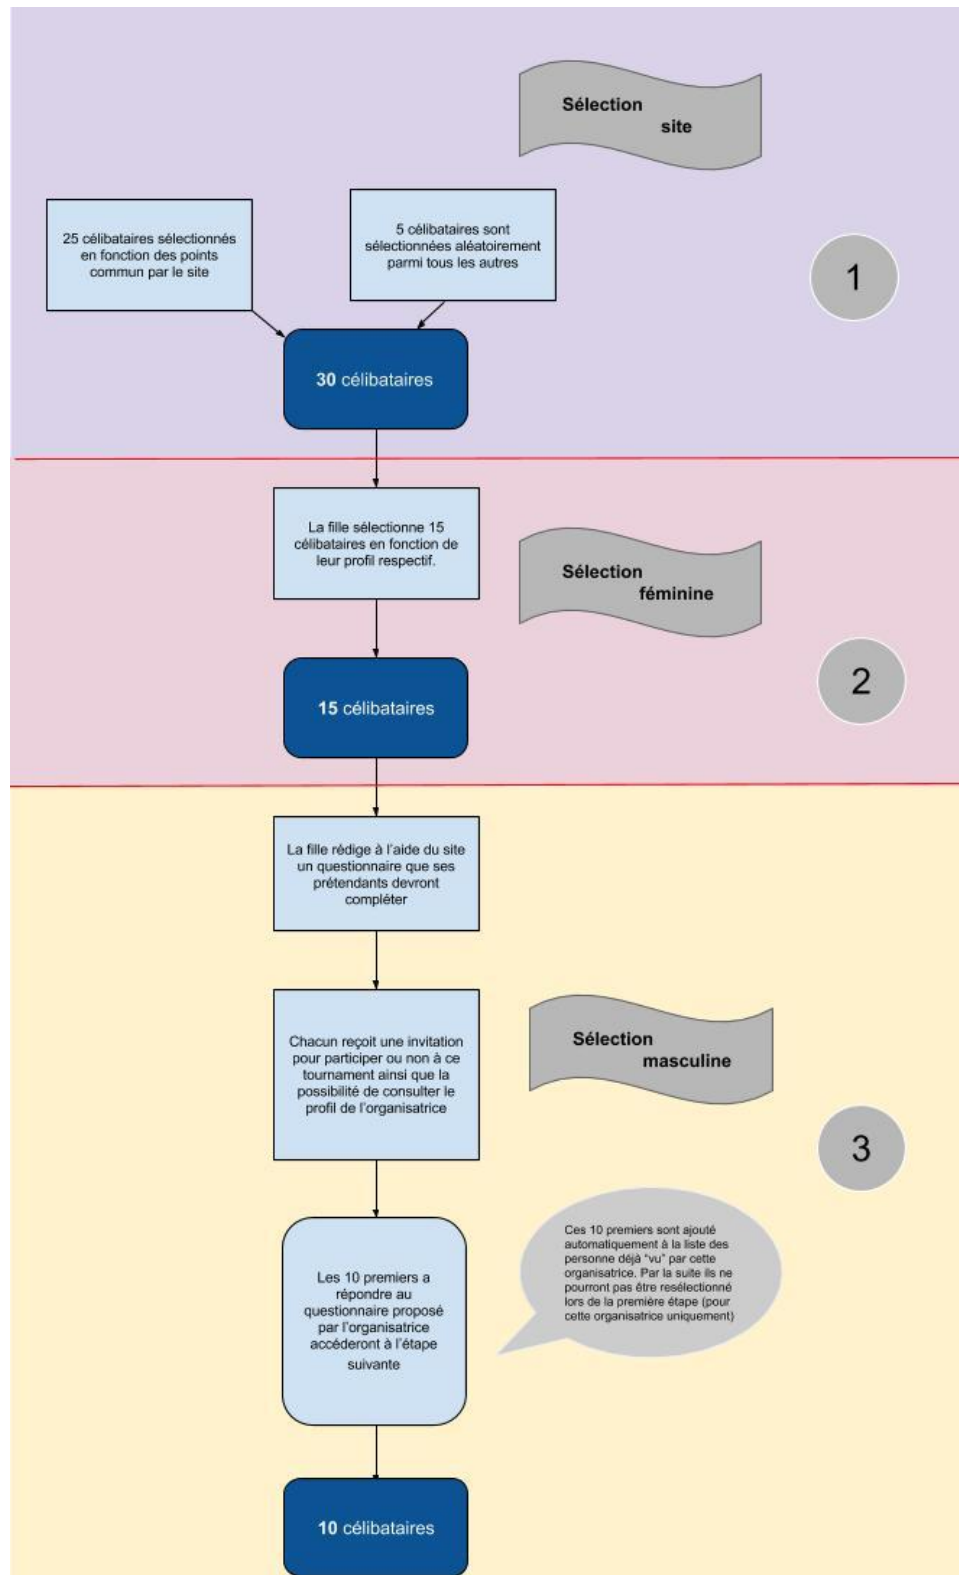 Sélection
site
25 célibataires sélectionnés
en fonction des points
commun par le site
5 célibataires sont
sélectionnées aléatoirement
parmi tous les autres
1
30 célibataires
La fille sélectionne 15
célibataires en fonction de
leur profil respectif.
Sélection
féminine
2
15 célibataires
La fille rédige à l'aide du site
un questionnaire que ses
prétendants devront
compléter
Chacun reçoit une invitation
pour participer ou non à ce
tournament ainsi que la
possibilité de consulter le
profil de l'organisatrice
Sélection
masculine
3
Les 10 premiers a
répondre au
questionnaire proposé
par l'organisatrice
accéderont à l'étape
suivante
Ces 10 premiers sont ajouté
automatiquement à la liste des
personne déjà "vu" par cette
organisatrice. Par la suite ils ne
pourront pas être resélectionné
lors de la première étape (pour
cette organisatrice uniquement)
10 célibataires